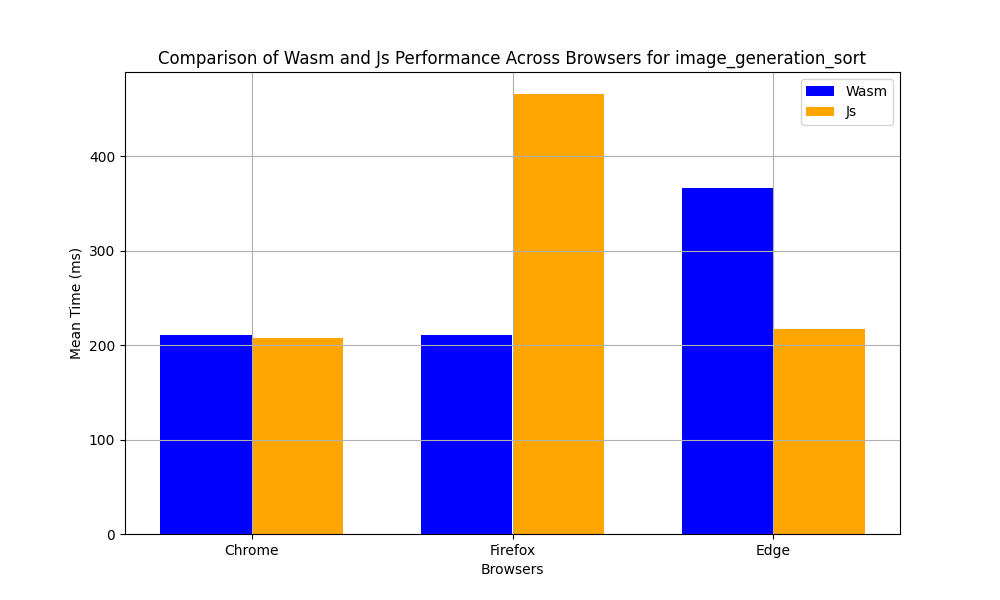 Comparison of Wasm and Js Performance Across Browsers for image_generation_sort
Wasm
Js
Mean Time (ms)
400
300
200
100
0
Chrome Firefox Edge
Browsers